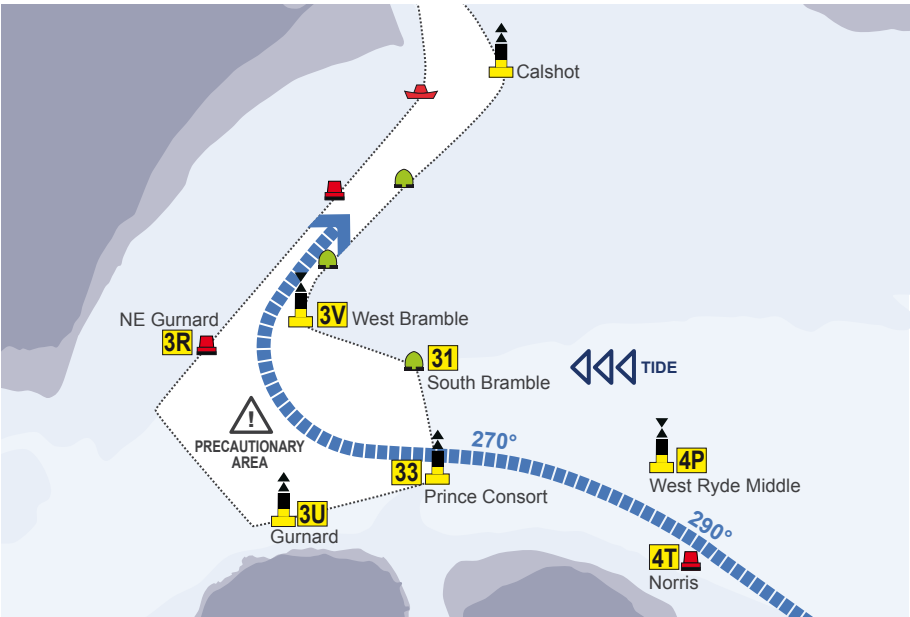 Calshot
NE Gurnard
3R
3V West Bramble
31
South Bramble
TIDE
!
PRECAUTIONARY
AREA
270°
33
Prince Consort
4P
West Ryde Middle
3U
Gurnard
290°
4T
Norris